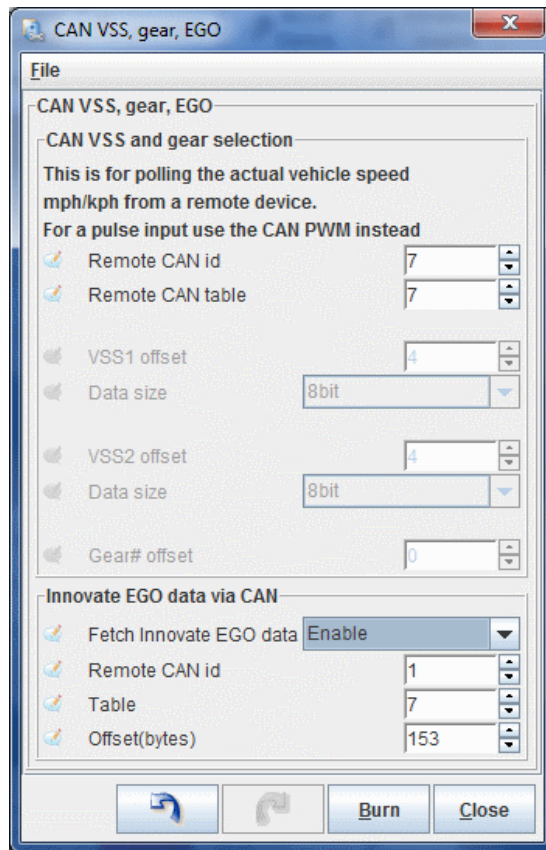 CAN VSS, gear, EGO
File
CAN VSS, gear, EGO
CAN VSS and gear selection
This is for polling the actual vehicle speed
mph/kph from a remote device.
For a pulse input use the CAN PWM instead
Remote CAN id 7
Remote CAN table 7
VSS1 offset 4
Data size 8bit
VSS2 offset 4
Data size 8bit
Gear# offset 0
Innovate EGO data via CAN
Fetch Innovate EGO data Enable
Remote CAN id 1
Table 7
Offset(bytes) 153
Burn Close